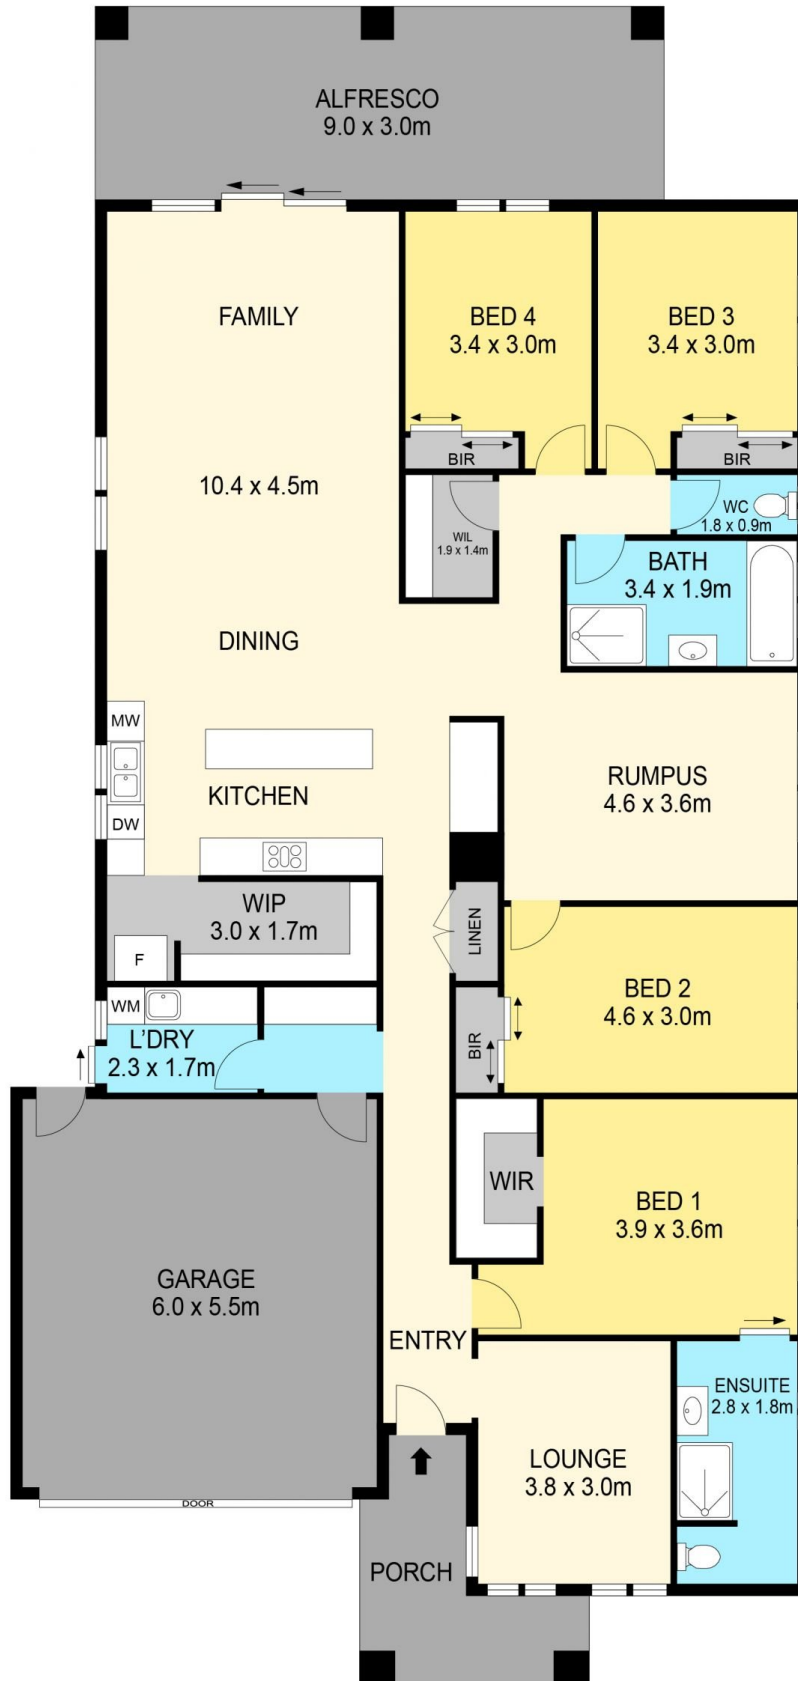 ALFRESCO
9.0 x 3.0m
FAMILY
BED 4
3.4 x 3.0m
BED 3
3.4 x 3.0m
BIR
BIR
10.4 x 4.5m
WIL
1.9 x 1.4m
WC
1.8 x 0.9m
BATH
3.4 x 1.9m
DINING
MW
KITCHEN
DW
RUMPUS
4.6 x 3.6m
WIP
3.0 x 1.7m
F
LINEN
BED 2
4.6 x 3.0m
BIR
WM
L'DRY
2.3 x 1.7m
WIR
BED 1
3.9 x 3.6m
GARAGE
6.0 x 5.5m
ENTRY
ENSUITE
2.8 x 1.8m
LOUNGE
3.8 x 3.0m
DOOR
PORCH